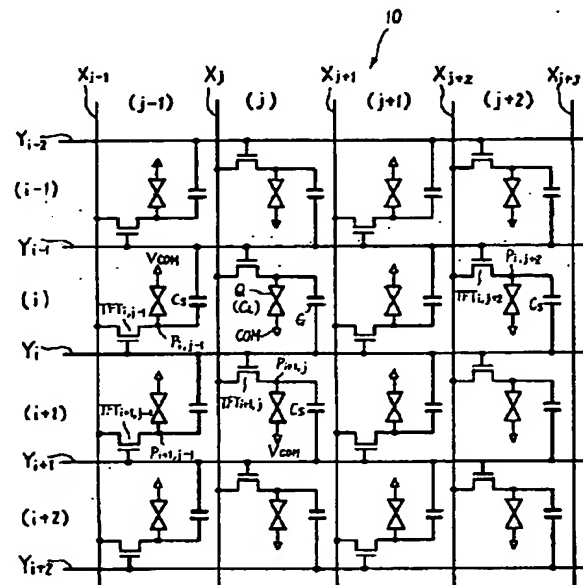 10
Xj-1 Xj Xj+1 Xj+2 Xj+3
(j-1) (j) (j+1) (j+2)
Yi-2
(i-1)
Yi-1
VCOM Pi,j+2
(i) TFTi,j-1 CS Q (CL) G TFTi,j+2 CS
Pi,j-1 COM
Yi
Pi+1,j
(i+1) TFTi+1,j-1 TFTi+1,j CS
Pi+1,j-1 VCOM
Yi+1
(i+2)
Yi+2